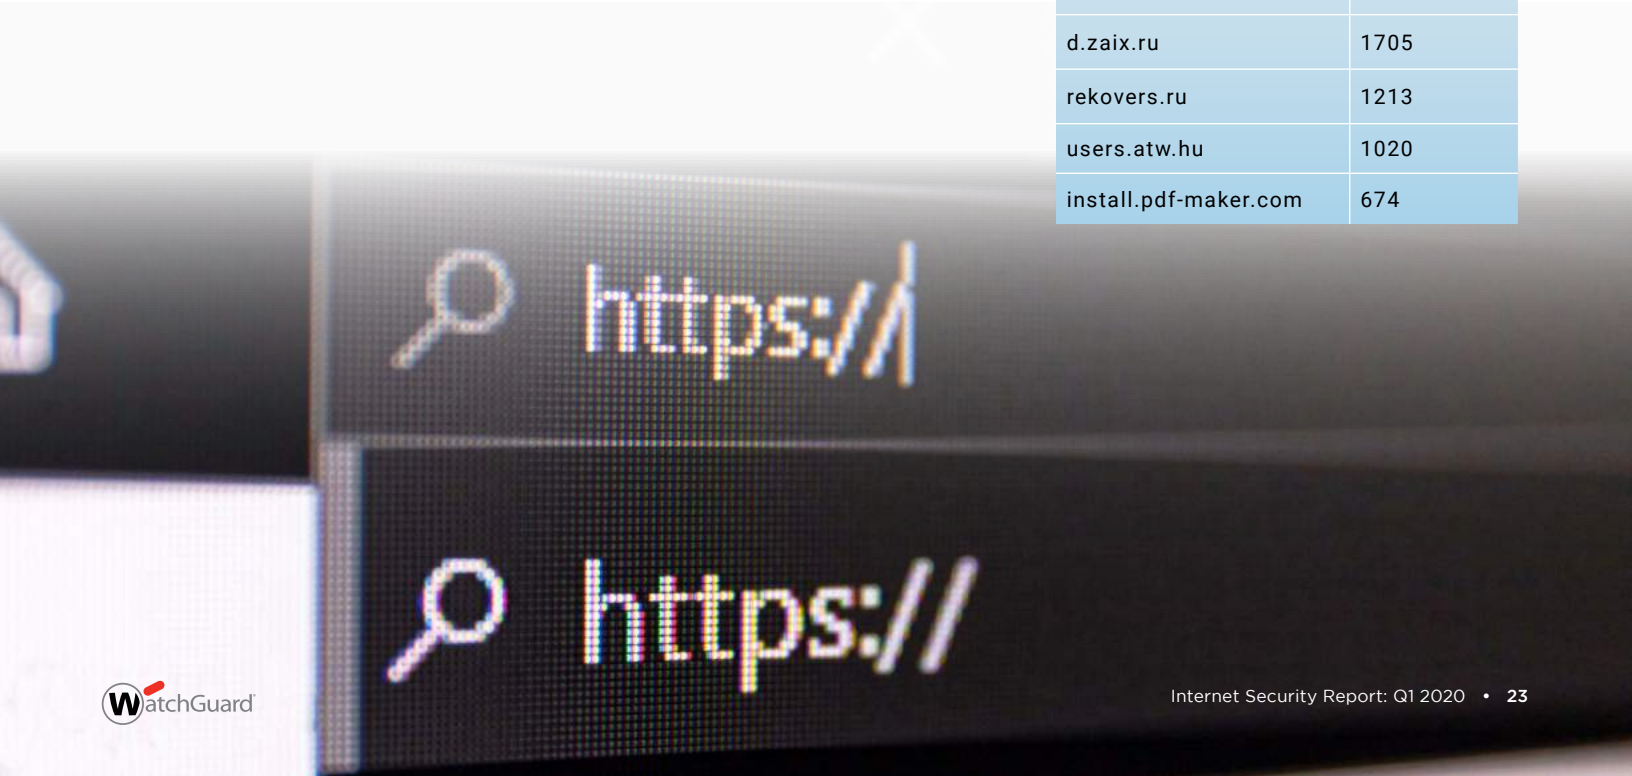 d.zaix.ru 1705
rekovers.ru 1213
users.atw.hu 1020
install.pdf-maker.com 674
https://
https://
WatchGuard
Internet Security Report: Q1 2020 • 23